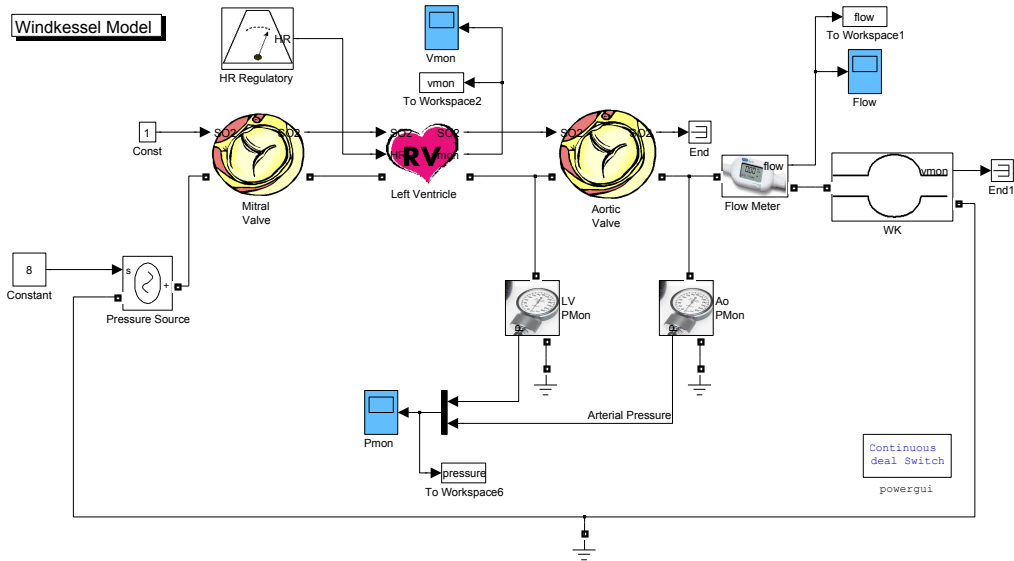 Windkessel Model
HR
HR Regulatory
Vmon
vmon
To Workspace2
flow
To Workspace1
Flow
1
Const
SO2
SO2
Mitral
Valve
SO2
SO2
HR
Vmon
RV
Left Ventricle
SO2
SO2
Aortic
Valve
End
flow
Flow Meter
vmon
WK
End1
8
Constant
s
+
Pressure Source
LV
PMon
P
Ao
PMon
P
Arterial Pressure
Pmon
pressure
To Workspace6
Continuous
deal Switch
powergui